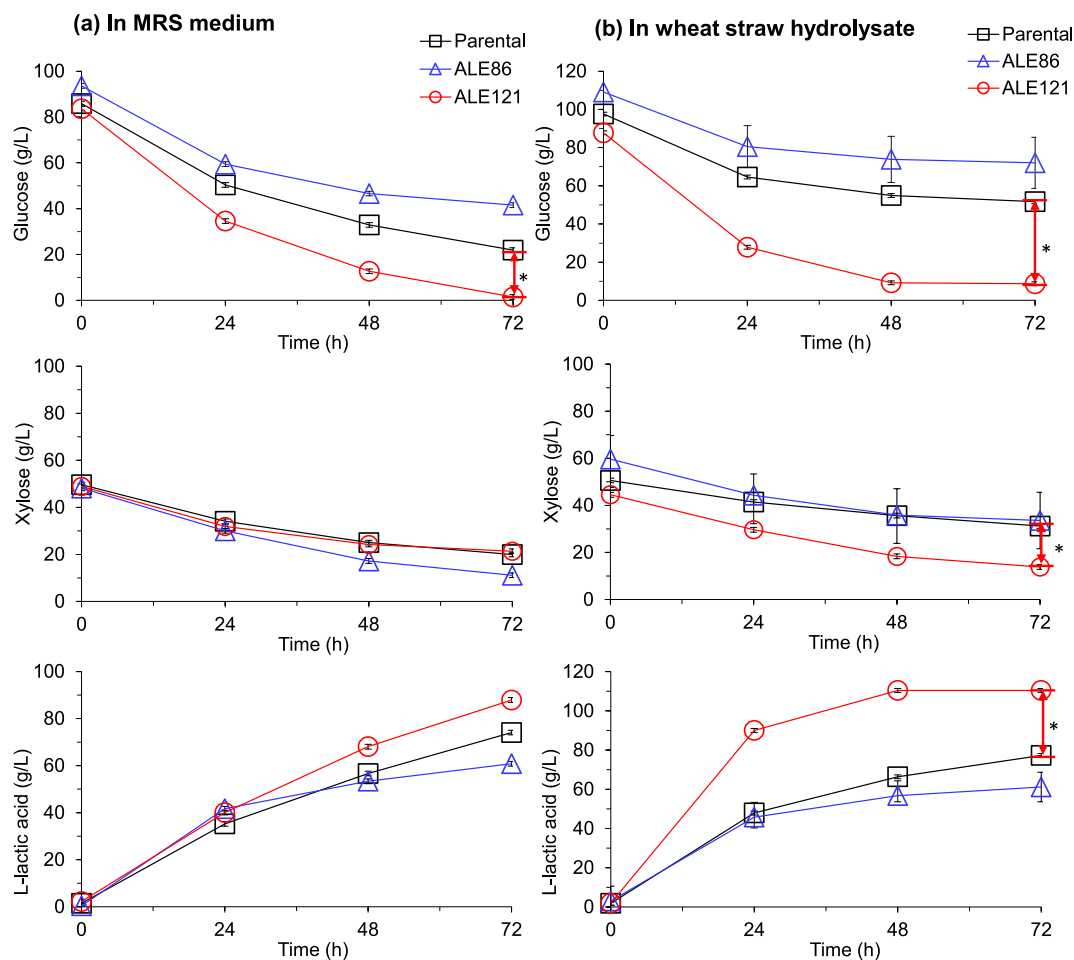 (a) In MRS medium
Parental
ALE86
ALE121
Glucose (g/L)
100
80
60
40
20
0
0 24 48 72
Time (h)
*
(b) In wheat straw hydrolysate
Parental
ALE86
ALE121
Glucose (g/L)
120
100
80
60
40
20
0
0 24 48 72
Time (h)
*
Xylose (g/L)
100
80
60
40
20
0
0 24 48 72
Time (h)
Xylose (g/L)
100
80
60
40
20
0
0 24 48 72
Time (h)
*
L-lactic acid (g/L)
100
80
60
40
20
0
0 24 48 72
Time (h)
L-lactic acid (g/L)
120
100
80
60
40
20
0
0 24 48 72
Time (h)
*